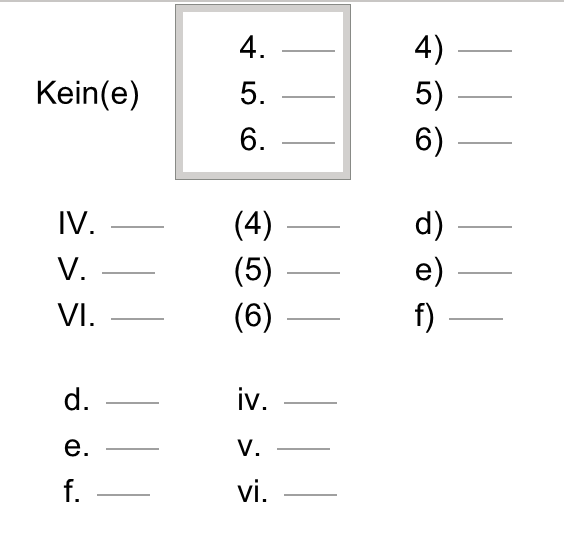 Kein(e)
4.
5.
6.
4)
5)
6)
IV.
V.
VI.
(4)
(5)
(6)
d)
e)
f)
d.
e.
f.
iv.
v.
vi.